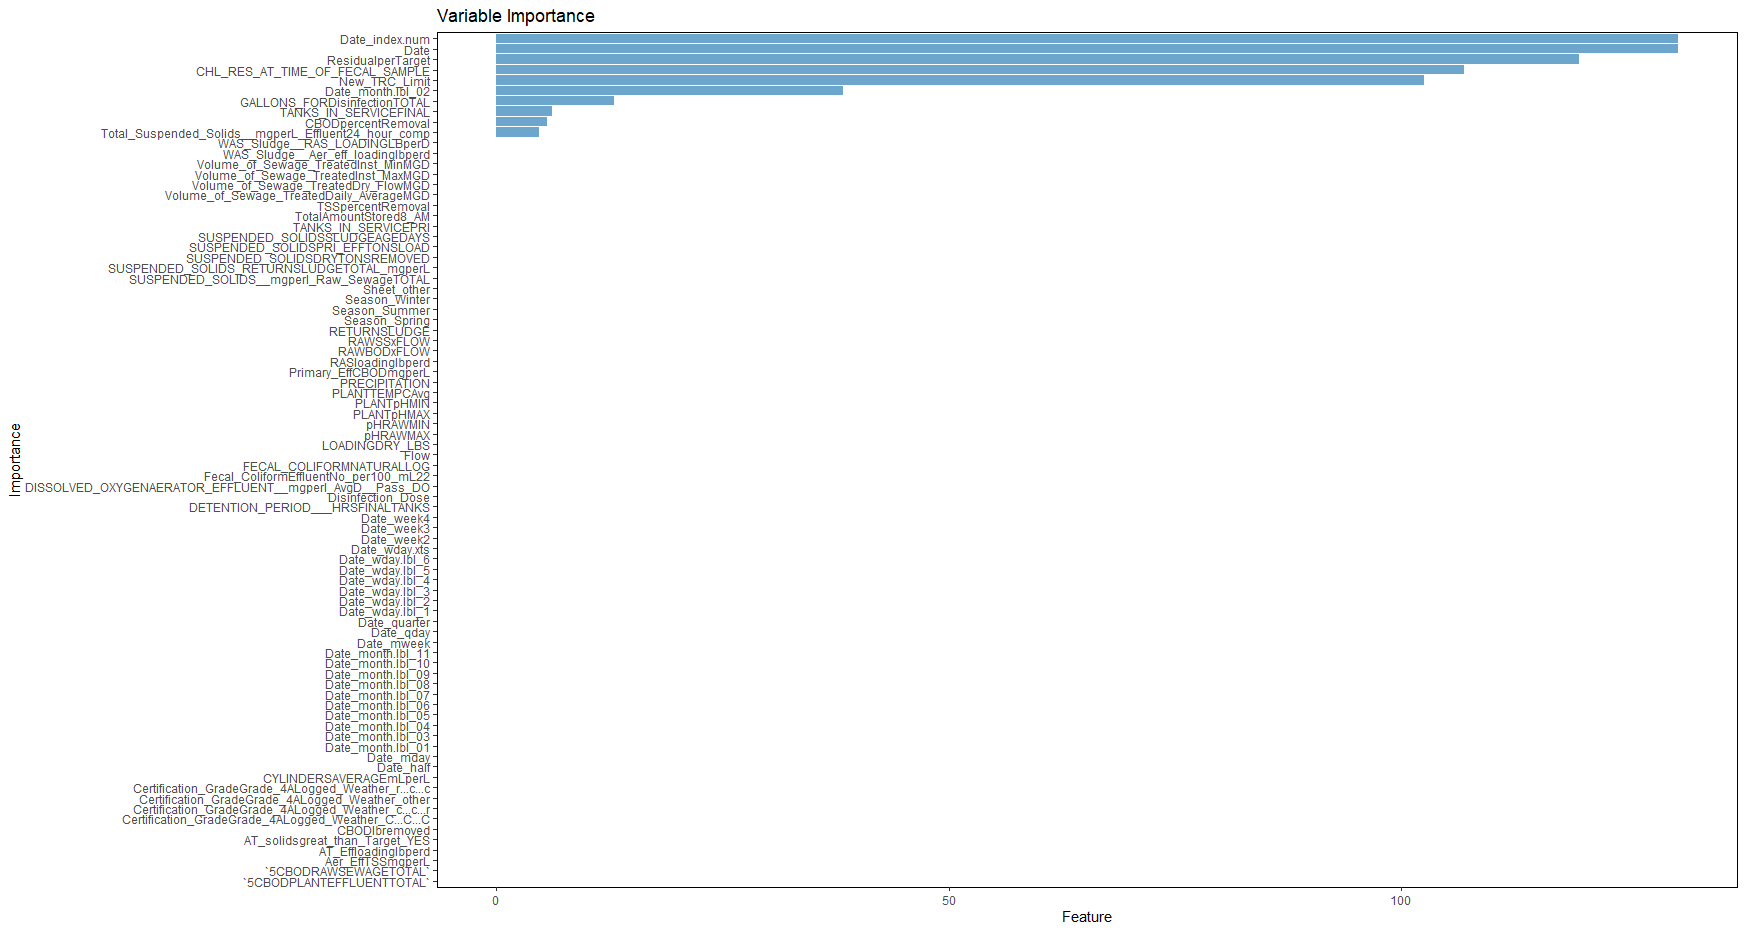 Variable Importance
Date_index.num
Date
ResidualperTarget
CHL_RES_AT_TIME_OF_FECAL_SAMPLE
New_TRC_Limit
Date_month.lbl_02
GALLONS_FORDisinfectionTOTAL
TANKS_IN_SERVICEFINAL
CBODpercentRemoval
Total_Suspended_Solids__mgperL_Effluent24_hour_comp
WAS_Sludge__RAS_LOADINGLBperD
WAS_Sludge__Aer_eff_loadinglbperd
Volume_of_Sewage_TreatedInst_MinMGD
Volume_of_Sewage_TreatedInst_MaxMGD
Volume_of_Sewage_TreatedDry_FlowMGD
Volume_of_Sewage_TreatedDaily_AverageMGD
TSSpercentRemoval
TotalAmountStored8_AM
TANKS_IN_SERVICEPRI
SUSPENDED_SOLIDSSLUDGEAGEDAYS
SUSPENDED_SOLIDSPRI_EFFTONSLOAD
SUSPENDED_SOLIDSDRYTONSREMOVED
SUSPENDED_SOLIDS_RETURNSLUDGETOTAL_mgperL
SUSPENDED_SOLIDS__mgperl_Raw_SewageTOTAL
Sheet_other
Season_Winter
Season_Summer
Season_Spring
RETURNSLUDGE
RAWSSxFLOW
RAWBODxFLOW
RASloadinglbperd
Primary_EffCBODmgperL
PRECIPITATION
PLANTTEMPCAvg
PLANTpHMIN
PLANTpHMAX
pHRAWMIN
pHRAWMAX
LOADINGDRY_LBS
Flow
FECAL_COLIFORMNATURALLOG
Fecal_ColiformEffluentNo_per100_mL22
DISSOLVED_OXYGENAERATOR_EFFLUENT__mgperl_AvgD__Pass_DO
Disinfection_Dose
DETENTION_PERIOD___HRSFINALTANKS
Date_week4
Date_week3
Date_week2
Date_wday.xts
Date_wday.lbl_6
Date_wday.lbl_5
Date_wday.lbl_4
Date_wday.lbl_3
Date_wday.lbl_2
Date_wday.lbl_1
Date_quarter
Date_qday
Date_mweek
Date_month.lbl_11
Date_month.lbl_10
Date_month.lbl_09
Date_month.lbl_08
Date_month.lbl_07
Date_month.lbl_06
Date_month.lbl_05
Date_month.lbl_04
Date_month.lbl_03
Date_month.lbl_01
Date_mday
Date_half
CYLINDERSAVERAGEmLperL
Certification_GradeGrade_4ALogged_Weather_r...c...c
Certification_GradeGrade_4ALogged_Weather_other
Certification_GradeGrade_4ALogged_Weather_c...c...r
Certification_GradeGrade_4ALogged_Weather_C...C...C
CBODlbremoved
AT_solidsgreat_than_Target_YES
AT_Effloadinglbperd
Aer_EffTSSmgperL
`5CBODRAWSEWAGETOTAL`
`5CBODPLANTEFFLUENTTOTAL`
Importance
0 50 100
Feature